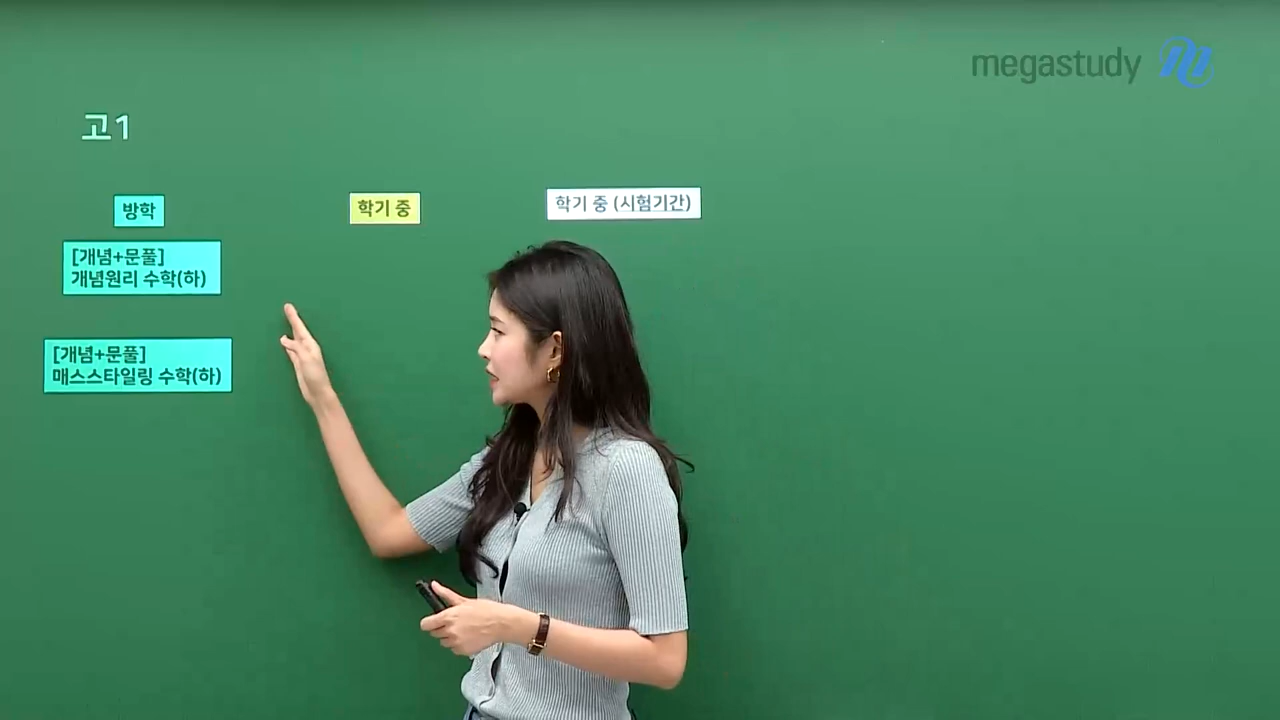 megastudy
고1
방학
학기 중
학기 중 (시험기간)
[개념+문풀]
개념원리 수학(하)
[개념+문풀]
매스스타일링 수학(하)